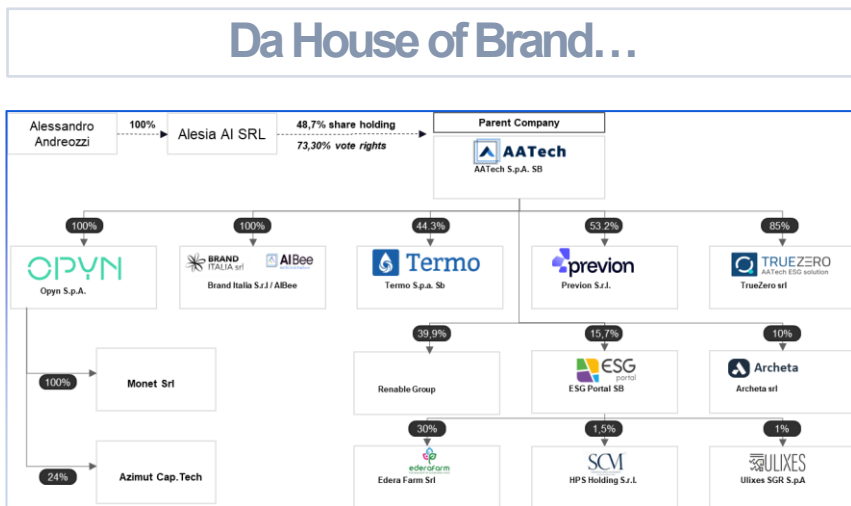 Da House of Brand…
Alessandro
Andreozzi
100%
Alesia AI SRL
48,7% share holding
73,30% vote rights
Parent Company
AATech
AATech S.p.A. SB
100%
100%
44.3%
53.2%
85%
OPYN
Opyn S.p.A.
BRAND
ITALIA srl
AIBee
Brand Italia S.r.l / AIBee
Termo
Termo S.p.a. Sb
previon
Previon S.r.l.
TRUEZERO
AATech ESG solution
TrueZero srl
39,9%
15,7%
10%
100%
Monet Srl
Renable Group
ESG
portal
ESG Portal SB
Archeta
Archeta srl
30%
1,5%
1%
24%
Azimut Cap.Tech
ederafarm
Edera Farm Srl
SCM
HPS Holding S.r.l.
ULIXES
Ulixes SGR S.p.A